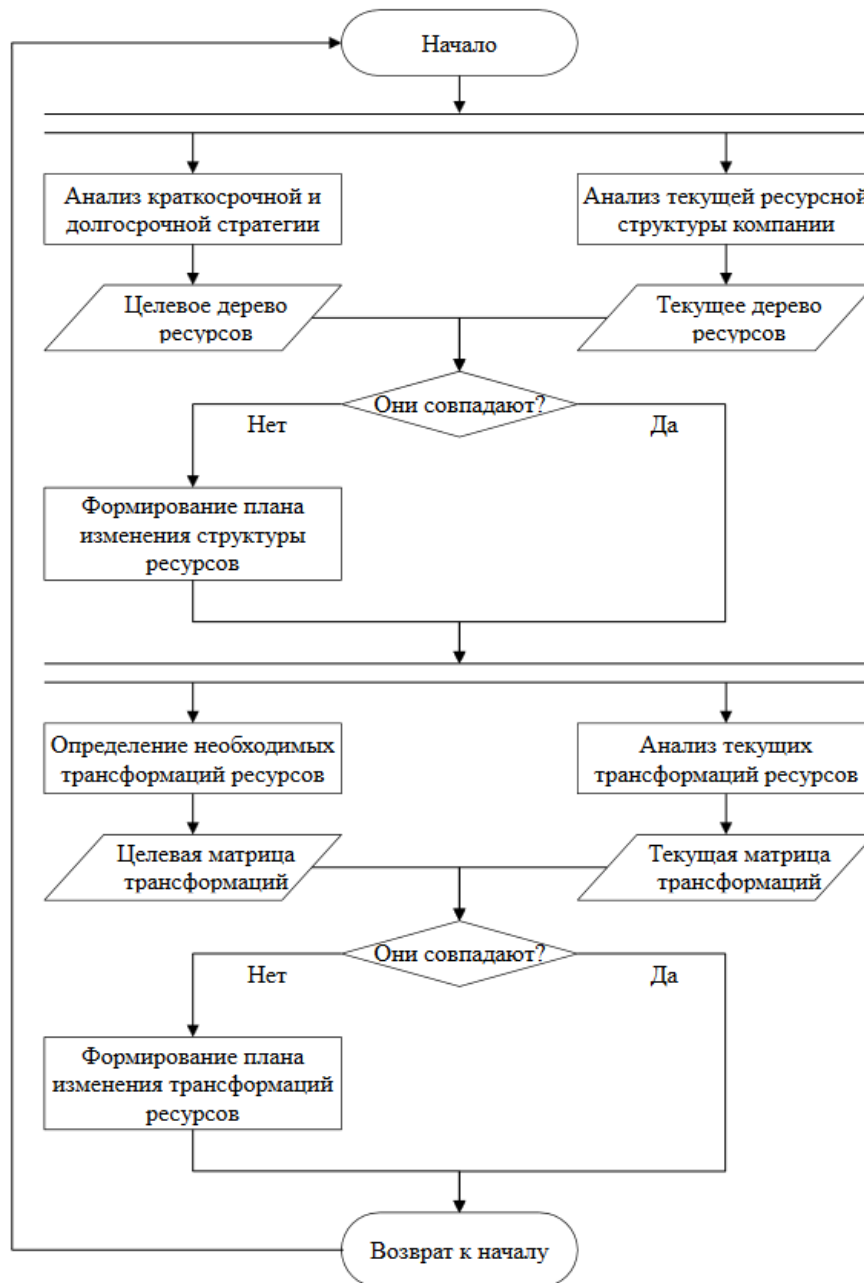 Начало
Анализ краткосрочной и
долгосрочной стратегии
Анализ текущей ресурсной
структуры компании
Целевое дерево
ресурсов
Текущее дерево
ресурсов
Они совпадают?
Нет
Да
Формирование плана
изменения структуры
ресурсов
Определение необходимых
трансформаций ресурсов
Анализ текущих
трансформаций ресурсов
Целевая матрица
трансформаций
Текущая матрица
трансформаций
Они совпадают?
Нет
Да
Формирование плана
изменения трансформаций
ресурсов
Возврат к началу